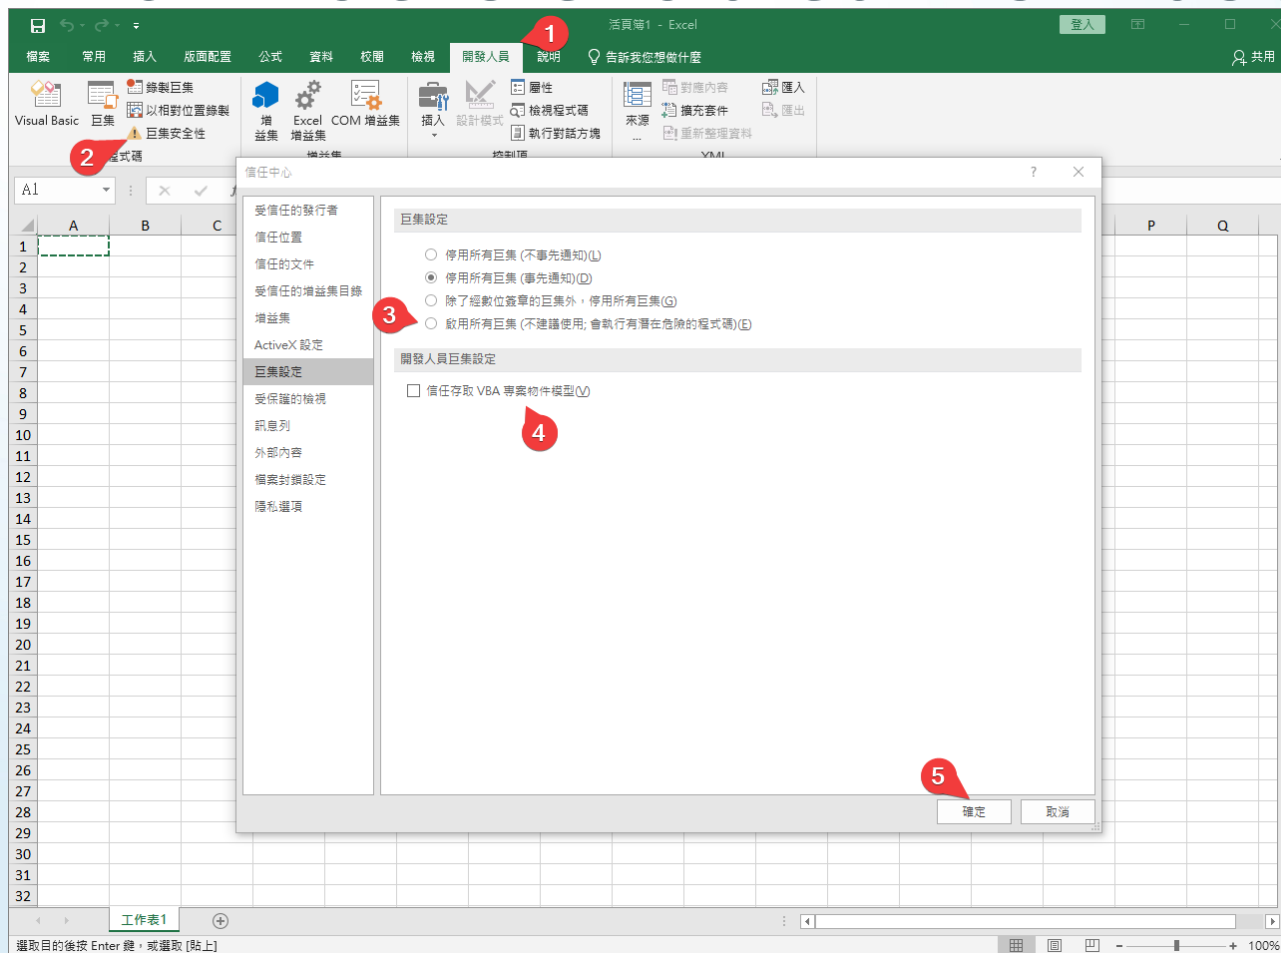 活頁簿1 - Excel
登入
檔案 常用 插入 版面配置 公式 資料 校閱 檢視 開發人員 說明 告訴我您想做什麼 共用
1
Visual Basic
巨集
錄製巨集
以相對位置錄製
巨集安全性
增益集
Excel 增益集
COM 增益集
插入
設計模式
屬性
檢視程式碼
執行對話方塊
來源
...
對應內容
擴充套件
重新整理資料
匯入
匯出
2
程式碼
增益集
控制項
XML
A1
信任中心
?
A B C P Q
1
2
3
4
5
6
7
8
9
10
11
12
13
14
15
16
17
18
19
20
21
22
23
24
25
26
27
28
29
30
31
32
受信任的發行者
信任位置
信任的文件
受信任的增益集目錄
增益集
ActiveX 設定
巨集設定
受保護的檢視
訊息列
外部內容
檔案封鎖設定
隱私選項
巨集設定
停用所有巨集 (不事先通知)(L)
停用所有巨集 (事先通知)(D)
除了經數位簽章的巨集外，停用所有巨集(G)
3
啟用所有巨集 (不建議使用; 會執行有潛在危險的程式碼)(E)
開發人員巨集設定
信任存取 VBA 專案物件模型(V)
4
5
確定
取消
工作表1
選取目的後按 Enter 鍵，或選取 [貼上]
100%